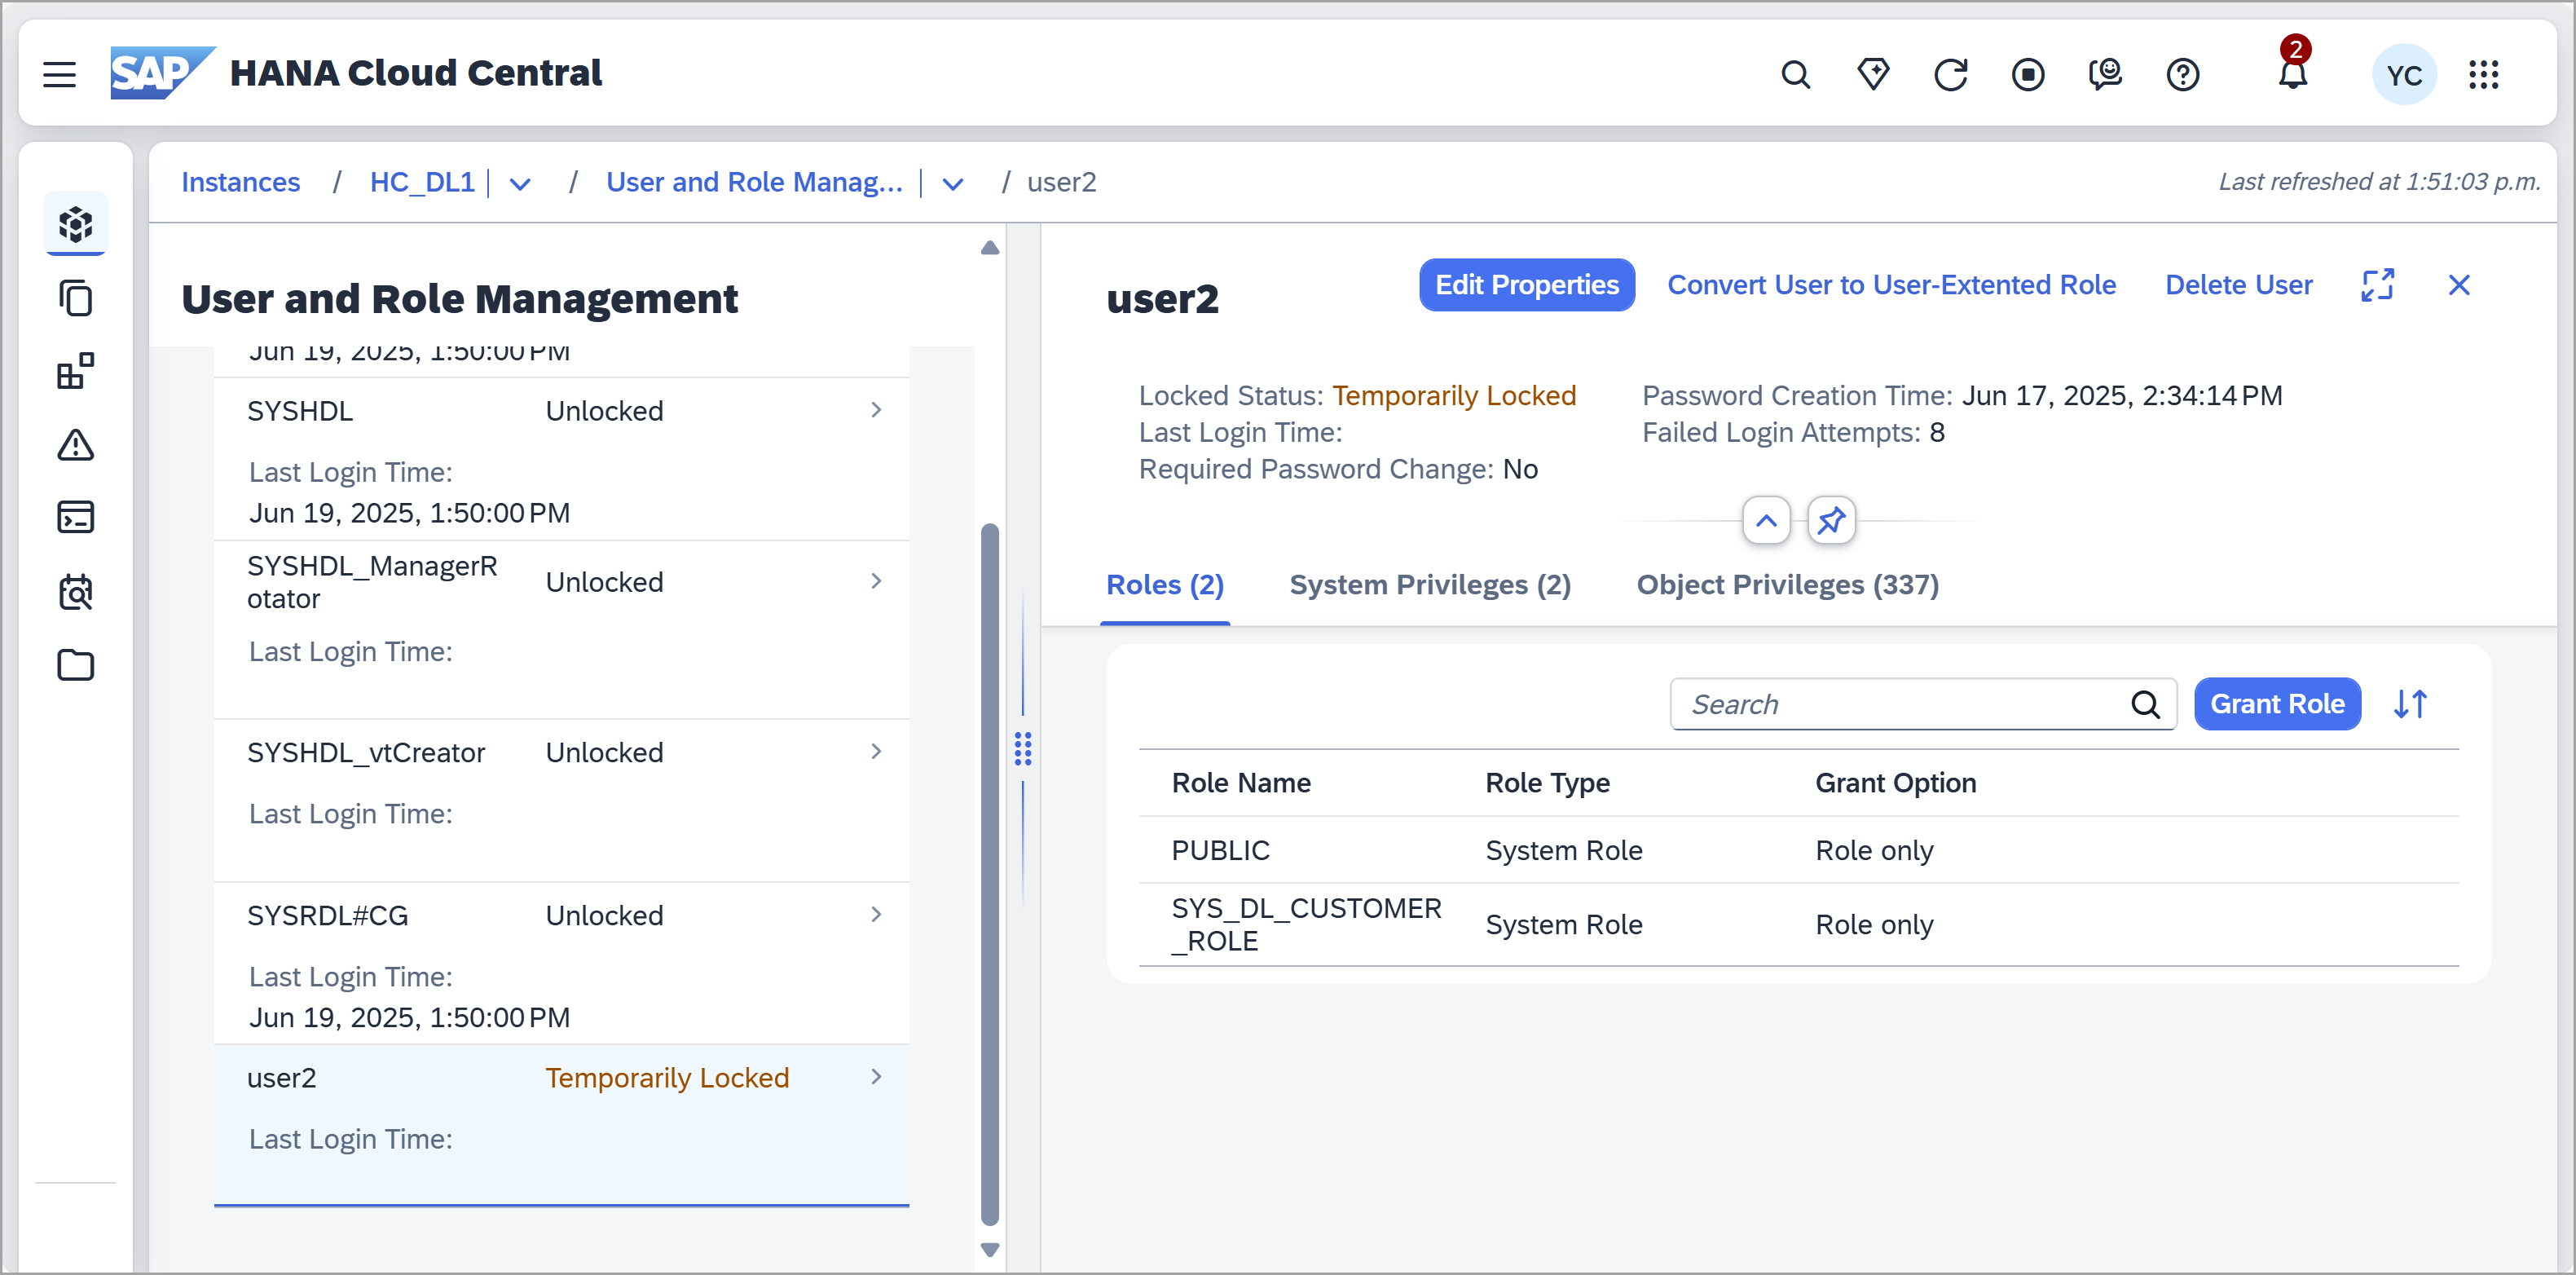 SAP HANA Cloud Central
2
YC
Instances / HC_DL1 | / User and Role Manag... | / user2
Last refreshed at 1:51:03 p.m.
User and Role Management
Jun 19, 2025, 1:50:00 PM
SYSHDL Unlocked
Last Login Time:
Jun 19, 2025, 1:50:00 PM
SYSHDL_ManagerR
otator
Unlocked
Last Login Time:
SYSHDL_vtCreator Unlocked
Last Login Time:
SYSRDL#CG Unlocked
Last Login Time:
Jun 19, 2025, 1:50:00 PM
user2 Temporarily Locked
Last Login Time:
user2
Edit Properties Convert User to User-Extented Role Delete User
Locked Status: Temporarily Locked
Last Login Time:
Required Password Change: No
Password Creation Time: Jun 17, 2025, 2:34:14 PM
Failed Login Attempts: 8
Roles (2) System Privileges (2) Object Privileges (337)
Search Grant Role
Role Name Role Type Grant Option
PUBLIC System Role Role only
SYS_DL_CUSTOMER
_ROLE
System Role Role only